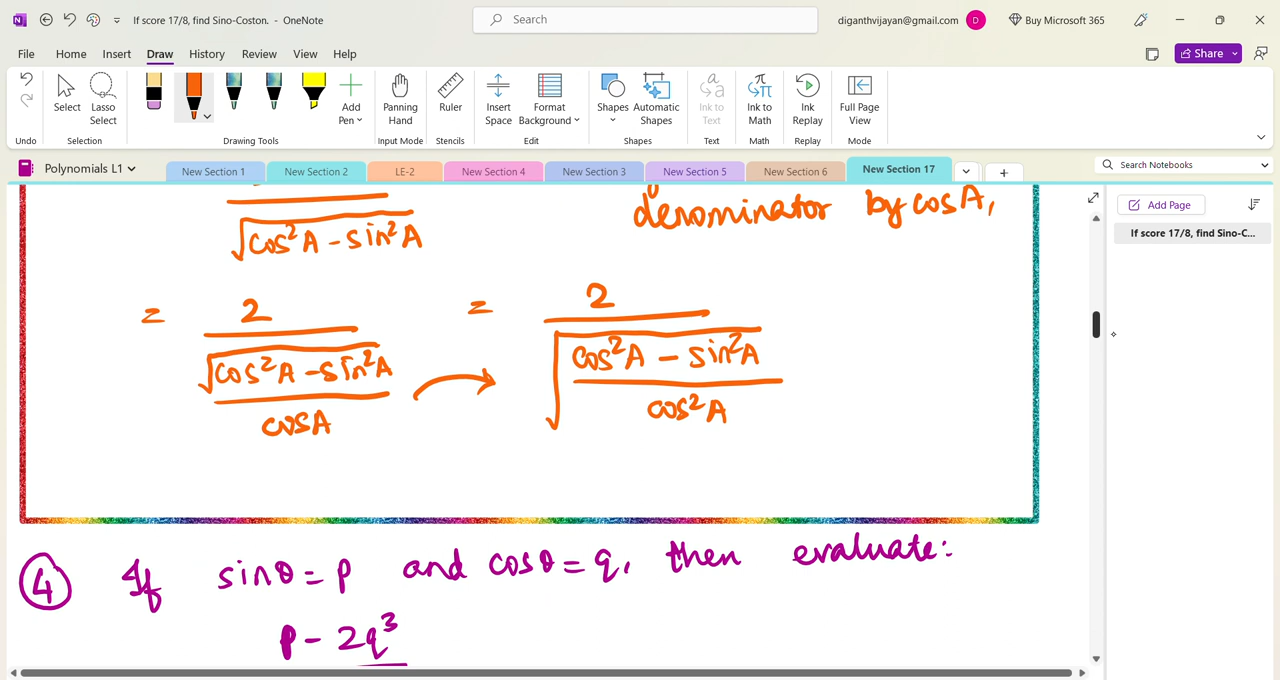 If score 17/8, find Sino-Coston. - OneNote
Search
diganthvijayan@gmail.com
D
Buy Microsoft 365
File Home Insert Draw History Review View Help
Share
Undo
Select
Lasso Select
Add Pen
Panning Hand
Ruler
Insert Space
Format Background
Shapes
Automatic Shapes
Ink to Text
Ink to Math
Ink Replay
Full Page View
Undo Selection Drawing Tools Input Mode Stencils Edit Shapes Text Math Replay Mode
Polynomials L1
New Section 1 New Section 2 LE-2 New Section 4 New Section 3 New Section 5 New Section 6 New Section 17
Search Notebooks
Add Page
If score 17/8, find Sino-C...
denominator by cosA,
√cos²A - sin²A
= 2 = 2
√cos²A - sin²A √cos²A - sin²A
cosA cos²A
4 If sinθ = p and cosθ = q, then evaluate:
p - 2q³